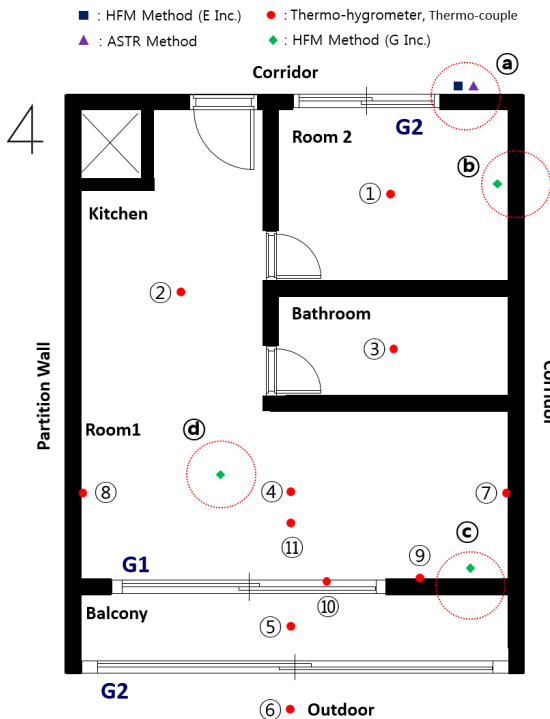 : HFM Method (E Inc.)
: Thermo-hygrometer, Thermo-couple
: ASTR Method
: HFM Method (G Inc.)
Corridor
ⓐ
G2
Room 2
ⓑ
①
Kitchen
②
Bathroom
③
Partition Wall
Corridor
Room1
ⓓ
⑧
④
⑦
⑪
ⓒ
⑨
G1
⑩
Balcony
⑤
G2
⑥
Outdoor